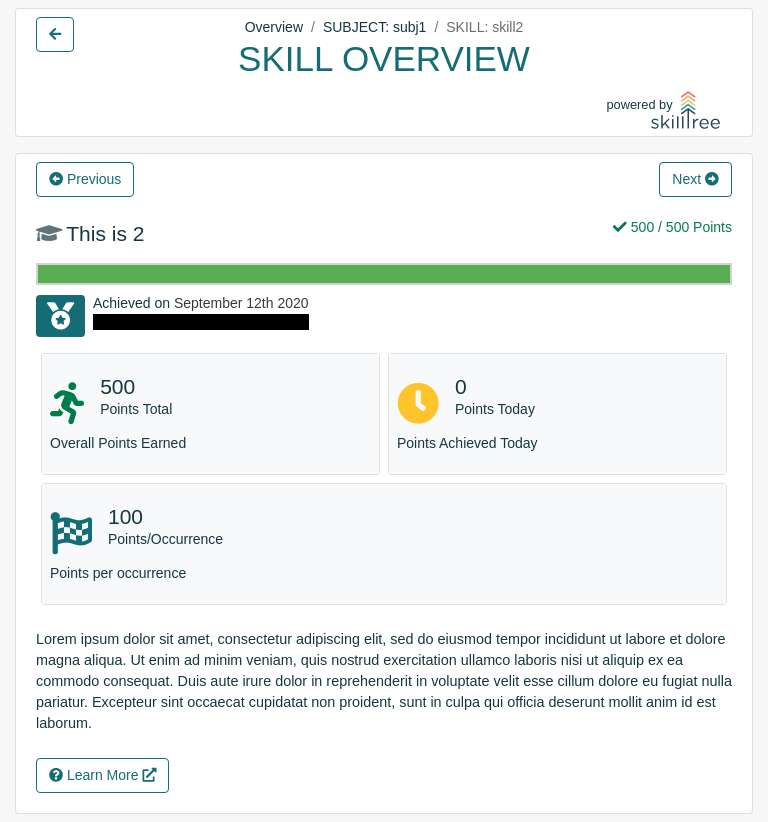 Overview / SUBJECT: subj1 / SKILL: skill2
SKILL OVERVIEW
powered by
skilltree
Previous
Next
This is 2
500 / 500 Points
Achieved on September 12th 2020
500
Points Total
Overall Points Earned
0
Points Today
Points Achieved Today
100
Points/Occurrence
Points per occurrence
Lorem ipsum dolor sit amet, consectetur adipiscing elit, sed do eiusmod tempor incididunt ut labore et dolore
magna aliqua. Ut enim ad minim veniam, quis nostrud exercitation ullamco laboris nisi ut aliquip ex ea
commodo consequat. Duis aute irure dolor in reprehenderit in voluptate velit esse cillum dolore eu fugiat nulla
pariatur. Excepteur sint occaecat cupidatat non proident, sunt in culpa qui officia deserunt mollit anim id est
laborum.
Learn More